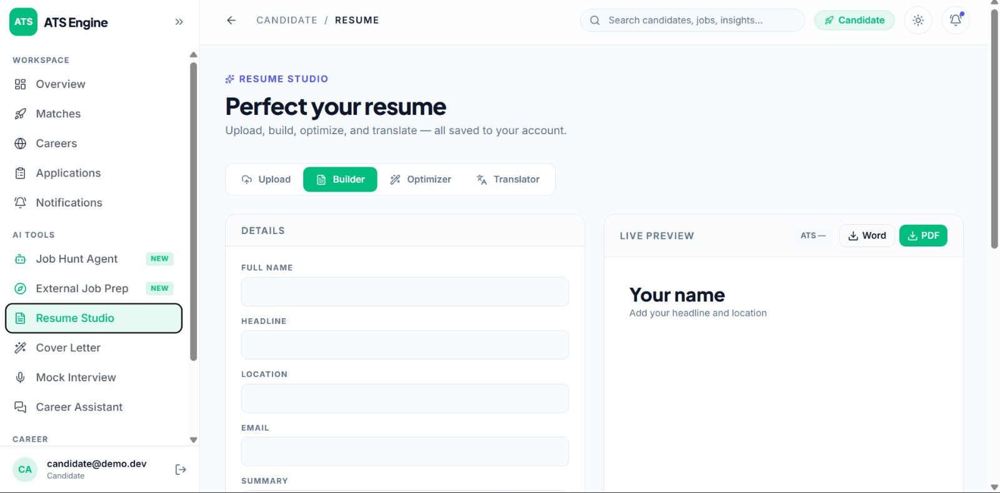 ATS
ATS Engine
WORKSPACE
Overview
Matches
Careers
Applications
Notifications
AI TOOLS
Job Hunt Agent NEW
External Job Prep NEW
Resume Studio
Cover Letter
Mock Interview
Career Assistant
CAREER
CA
candidate@demo.dev
Candidate
CANDIDATE / RESUME
Search candidates, jobs, insights...
Candidate
RESUME STUDIO
Perfect your resume
Upload, build, optimize, and translate — all saved to your account.
Upload Builder Optimizer Translator
DETAILS
FULL NAME
HEADLINE
LOCATION
EMAIL
SUMMARY
LIVE PREVIEW ATS — Word PDF
Your name
Add your headline and location